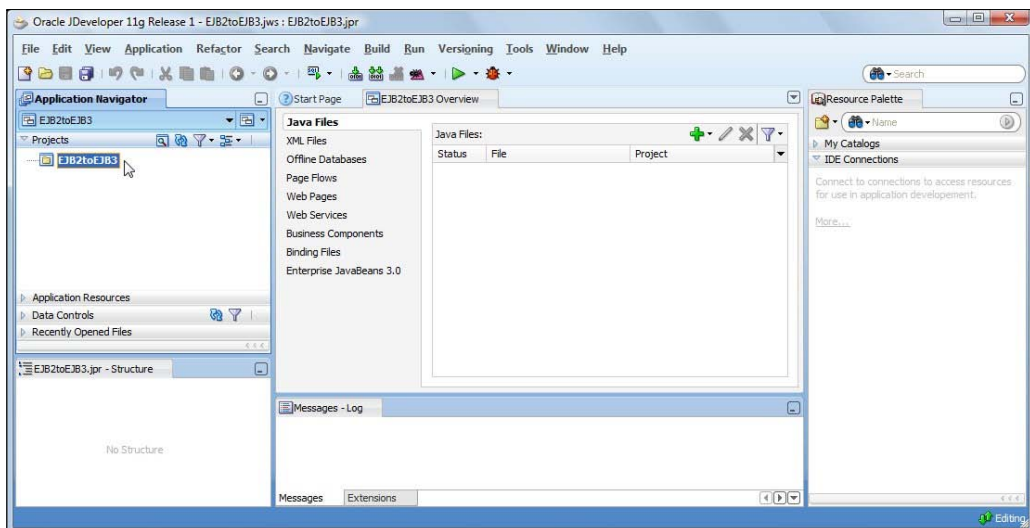 Oracle JDeveloper 11g Release 1 - EJB2toEJB3.jws : EJB2toEJB3.jpr
File Edit View Application Refactor Search Navigate Build Run Versioning Tools Window Help
Search
Application Navigator
EJB2toEJB3
Projects
EJB2toEJB3
Application Resources
Data Controls
Recently Opened Files
EJB2toEJB3.jpr - Structure
No Structure
Start Page
EJB2toEJB3 Overview
Java Files
XML Files
Offline Databases
Page Flows
Web Pages
Web Services
Business Components
Binding Files
Enterprise JavaBeans 3.0
Java Files:
Status File Project
Messages - Log
Messages Extensions
Resource Palette
Name
My Catalogs
IDE Connections
Connect to connections to access resources
for use in application developement.
More...
Editing